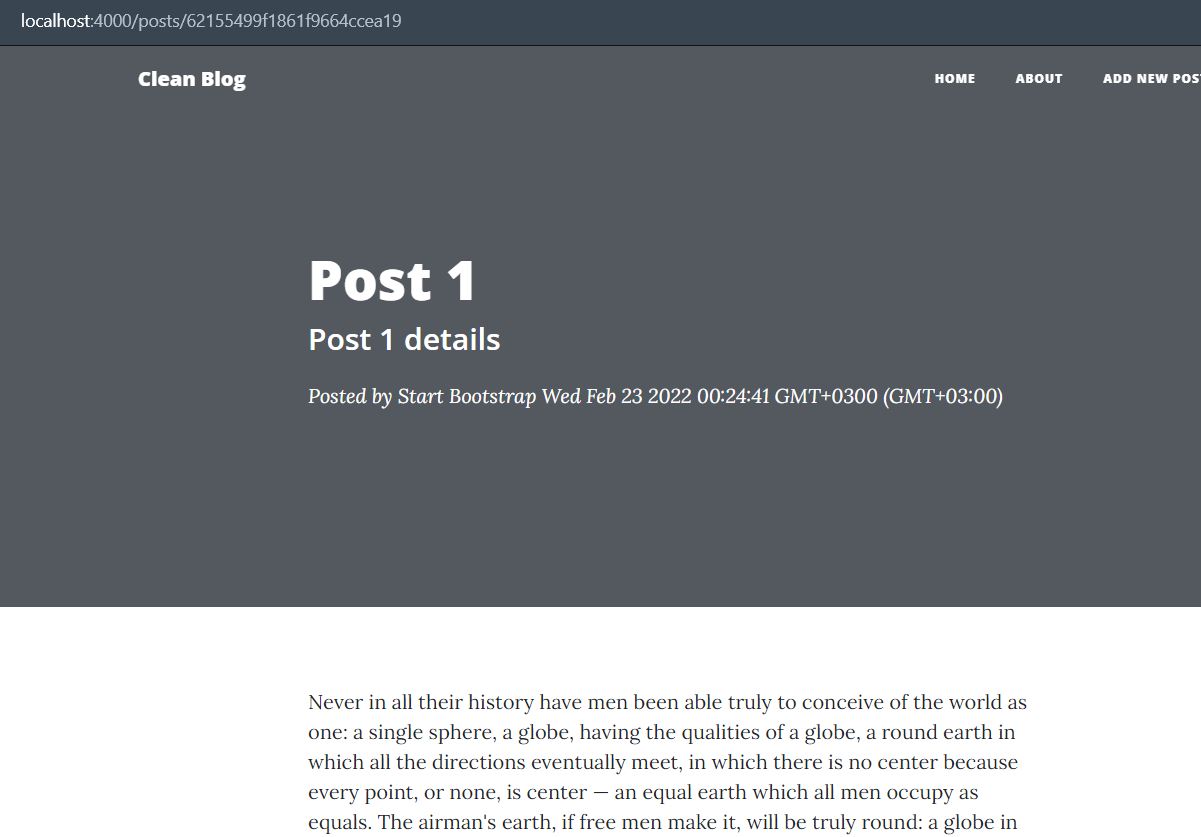 localhost:4000/posts/62155499f1861f9664ccea19
Clean Blog
HOME ABOUT ADD NEW POST
Post 1
Post 1 details
Posted by Start Bootstrap Wed Feb 23 2022 00:24:41 GMT+0300 (GMT+03:00)
Never in all their history have men been able truly to conceive of the world as
one: a single sphere, a globe, having the qualities of a globe, a round earth in
which all the directions eventually meet, in which there is no center because
every point, or none, is center — an equal earth which all men occupy as
equals. The airman's earth, if free men make it, will be truly round: a globe in